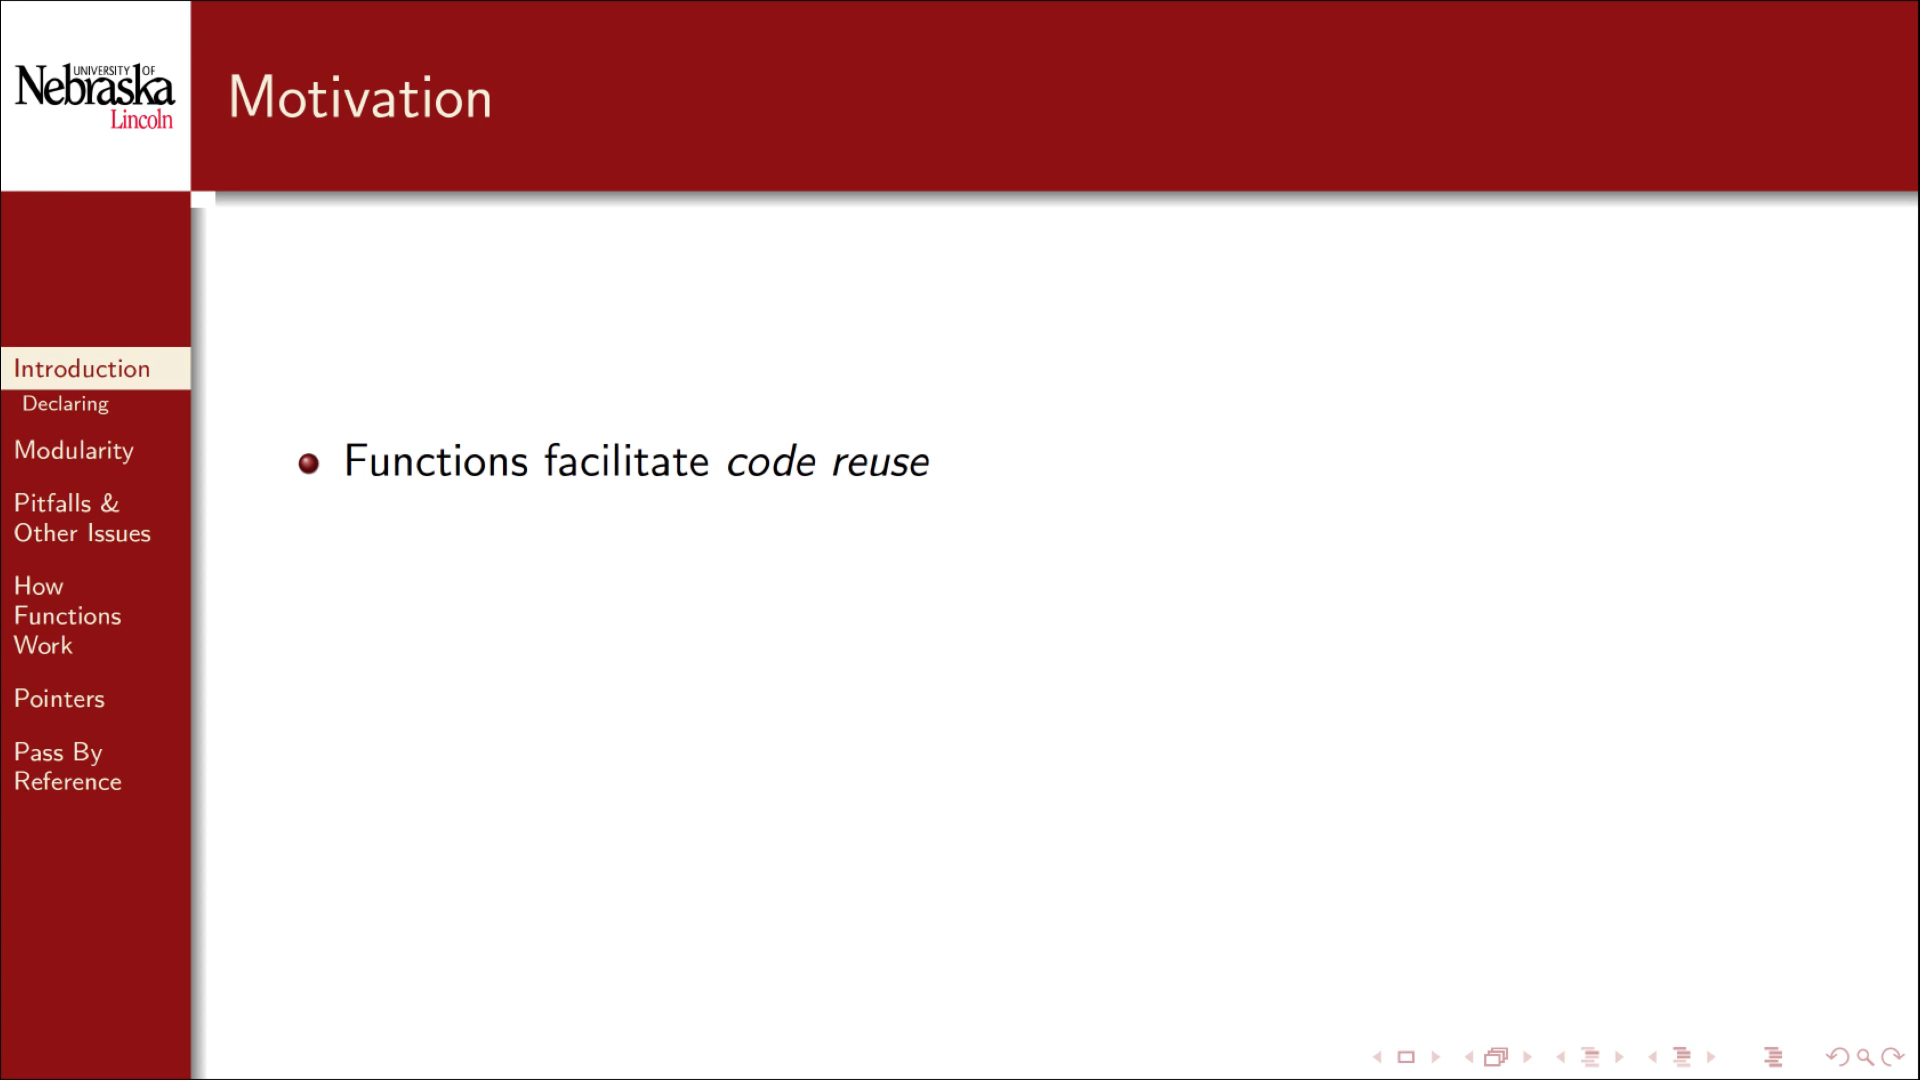 UNIVERSITY OF
Nebraska
Lincoln
Motivation
Introduction
Declaring
Modularity
Pitfalls &
Other Issues
How
Functions
Work
Pointers
Pass By
Reference
Functions facilitate code reuse